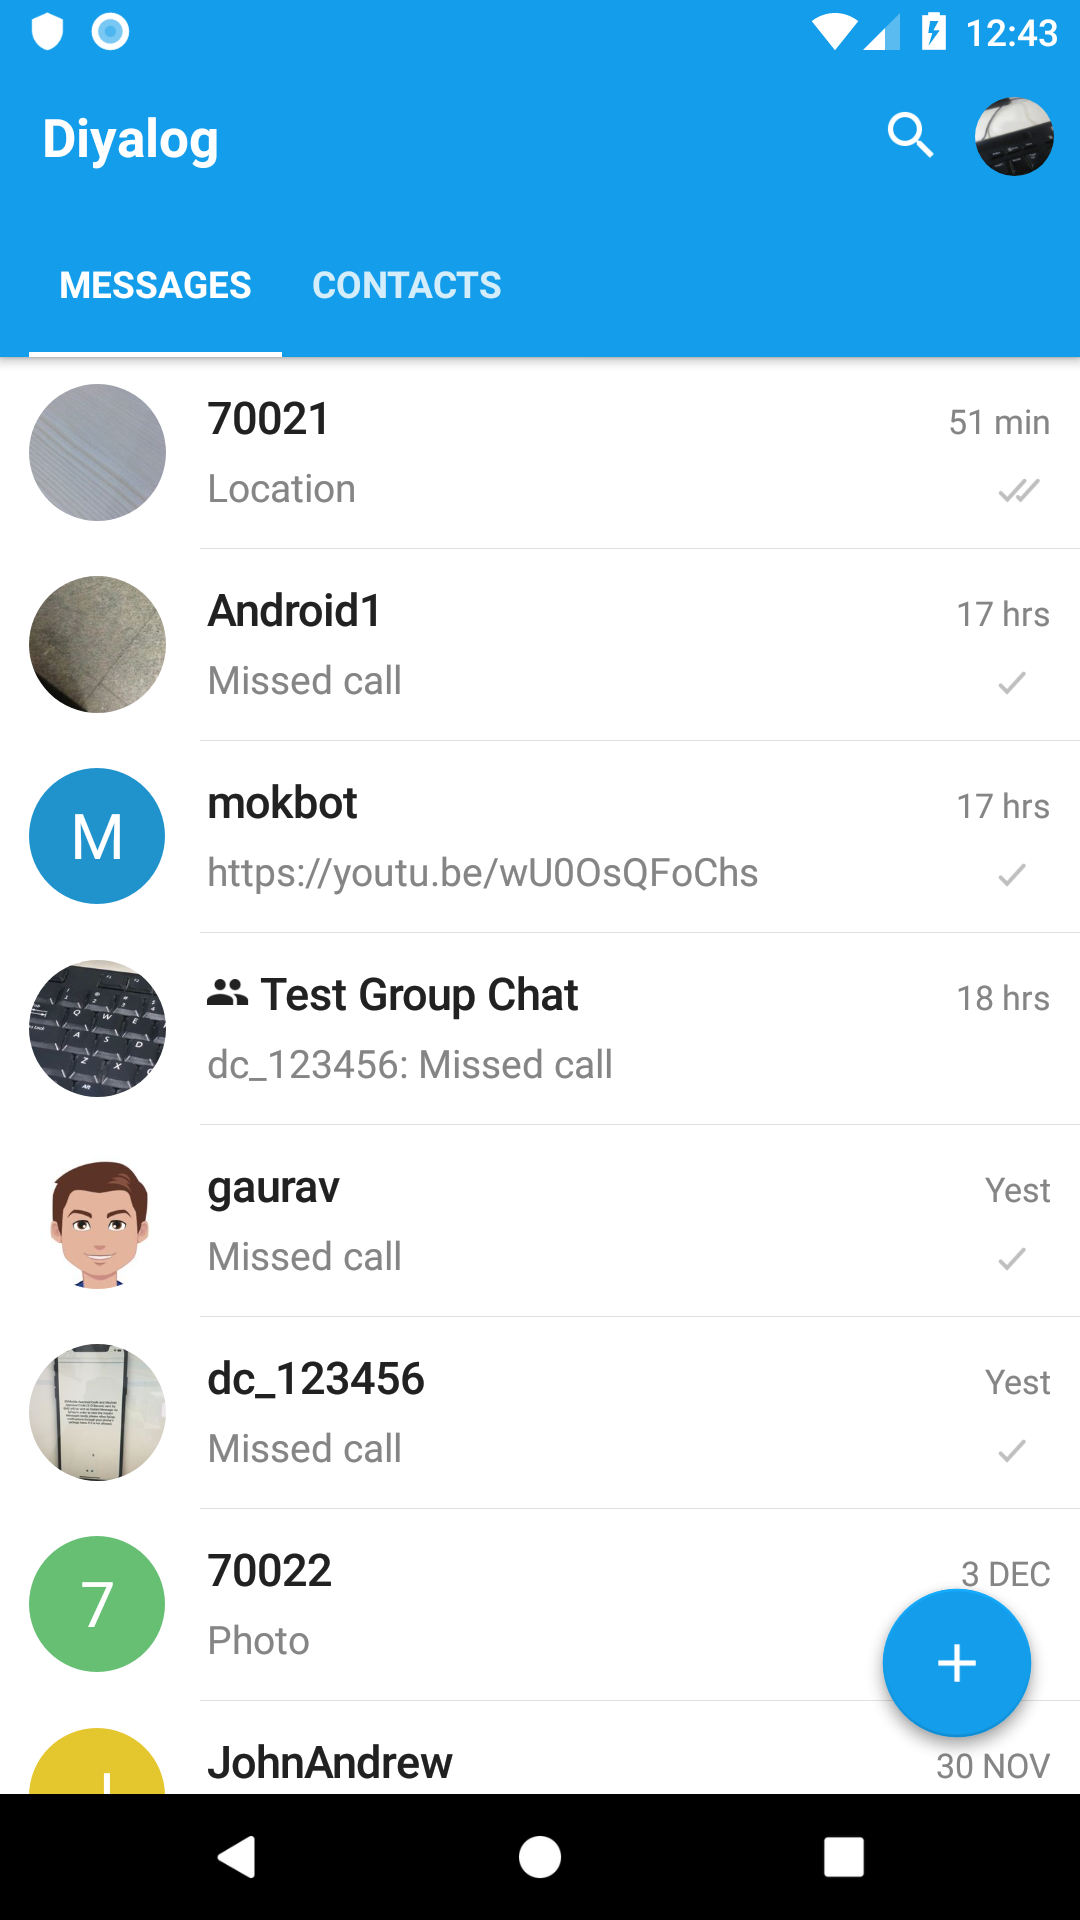 12:43
Diyalog
MESSAGES CONTACTS
70021 51 min
Location
Android1 17 hrs
Missed call
M mokbot 17 hrs
https://youtu.be/wU0OsQFoChs
Test Group Chat 18 hrs
dc_123456: Missed call
gaurav Yest
Missed call
dc_123456 Yest
Missed call
7 70022 3 DEC
Photo
JohnAndrew 30 NOV